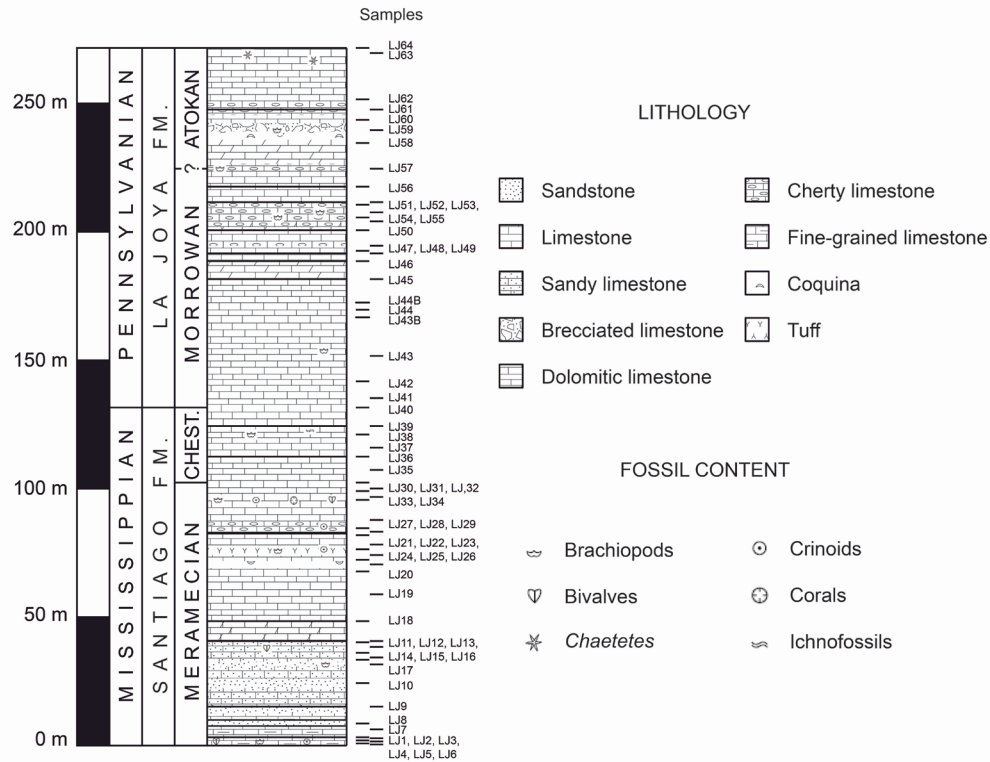 Samples
LJ64
LJ63
250 m
LJ62
LJ61
LJ60
LJ59
LJ58
LJ57
LJ56
LJ51, LJ52, LJ53,
LJ54, LJ55
200 m
LJ50
LJ47, LJ48, LJ49
LJ46
LJ45
LJ44B
LJ44
LJ43B
150 m
LJ43
LJ42
LJ41
LJ40
LJ39
LJ38
LJ37
LJ36
LJ35
100 m
LJ30, LJ31, LJ,32
LJ33, LJ34
LJ27, LJ28, LJ29
LJ21, LJ22, LJ23,
LJ24, LJ25, LJ26
LJ20
LJ19
50 m
LJ18
LJ11, LJ12, LJ13,
LJ14, LJ15, LJ16
LJ17
LJ10
LJ9
LJ8
LJ7
0 m
LJ1, LJ2, LJ3,
LJ4, LJ5, LJ6
PENNSYLVANIAN
MISSISSIPPIAN
LA JOYA FM.
SANTIAGO FM.
ATOKAN
?
MORROWAN
CHEST.
MERAMECIAN
LITHOLOGY
Sandstone
Limestone
Sandy limestone
Brecciated limestone
Dolomitic limestone
Cherty limestone
Fine-grained limestone
Coquina
Tuff
FOSSIL CONTENT
Brachiopods
Bivalves
Chaetetes
Crinoids
Corals
Ichnofossils